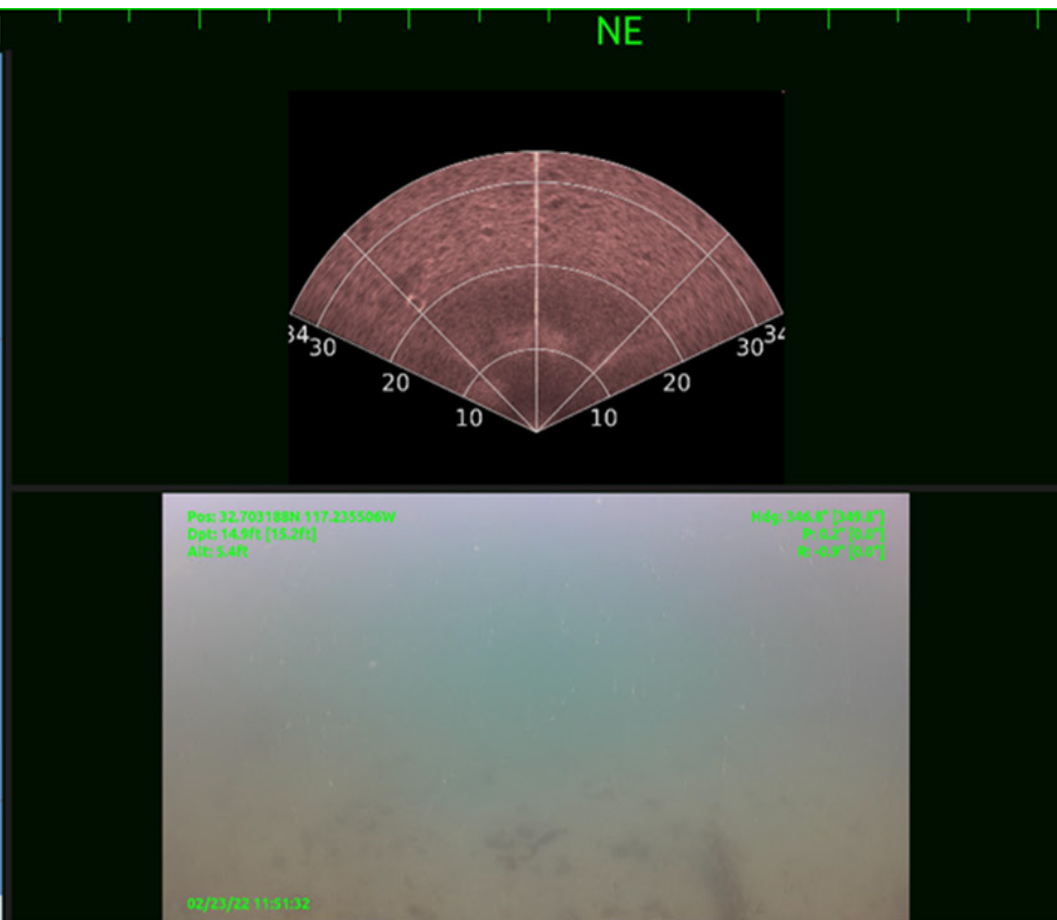 NE
34
30
20
10
10
20
30
34
Pos: 32.703188N 117.235506W
Dpt: 14.9ft [15.2ft]
Alt: 5.4ft
Hdg: 346.8° [349.8°]
P: 0.2° [0.0°]
R: -0.9° [0.0°]
02/23/22 11:51:32